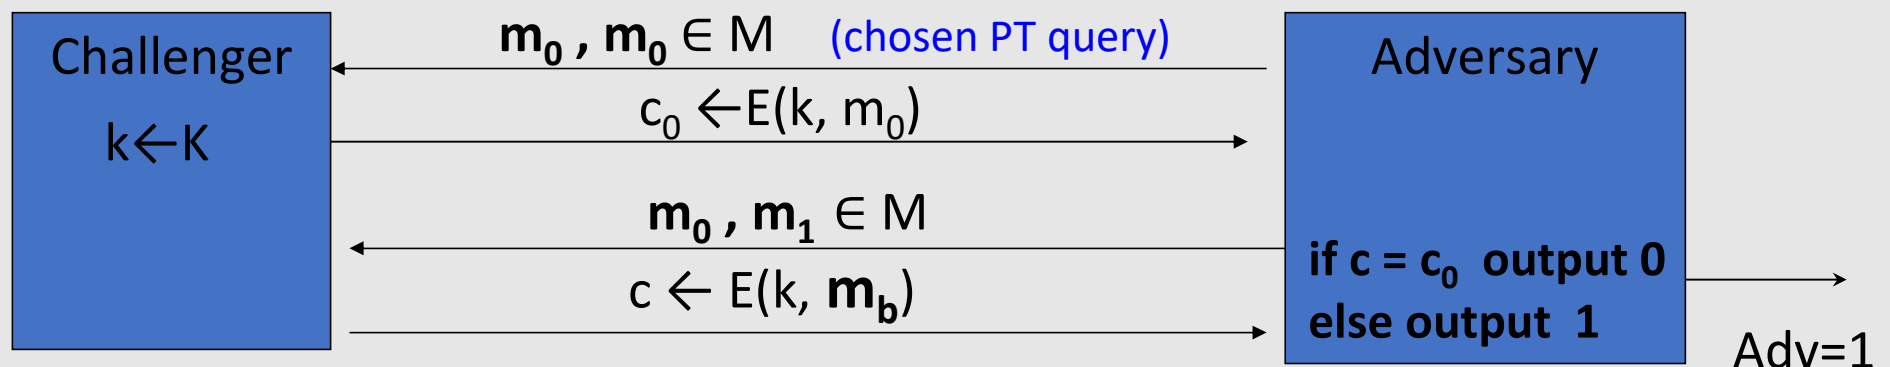 Challenger
k←K
m₀ , m₀ ∈ M (chosen PT query)
c₀ ←E(k, m₀)
m₀ , m₁ ∈ M
c ← E(k, m_b)
Adversary
if c = c₀ output 0
else output 1
Adv=1